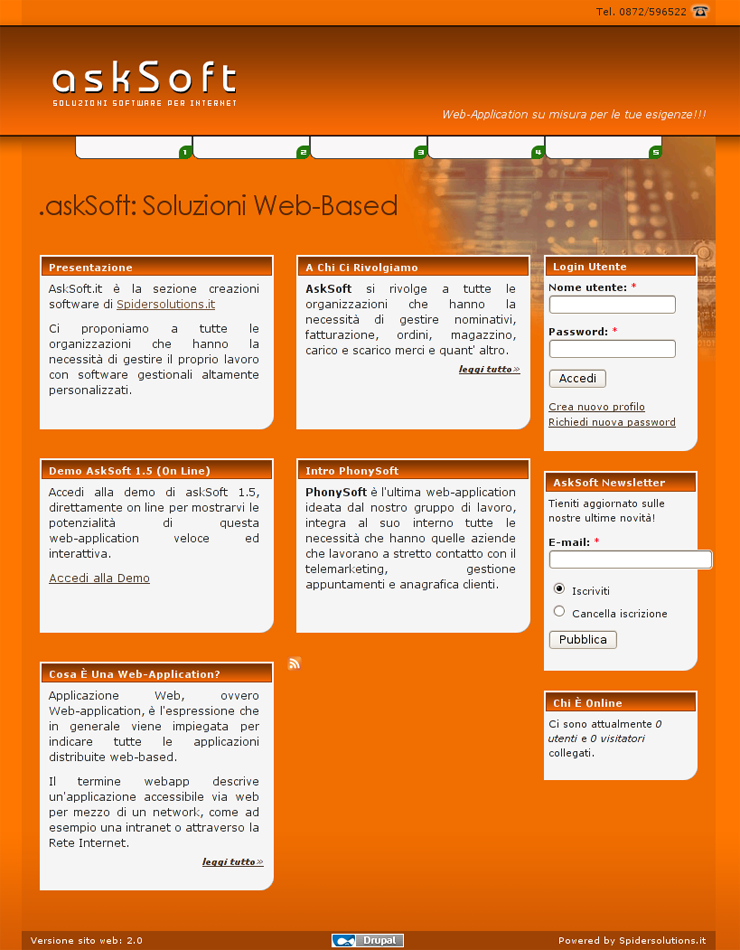 Tel. 0872/596522
askSoft
SOLUZIONI SOFTWARE PER INTERNET
Web-Application su misura per le tue esigenze!!!
1 2 3 4 5
.askSoft: Soluzioni Web-Based
Presentazione
AskSoft.it è la sezione creazioni
software di Spidersolutions.it
Ci proponiamo a tutte le
organizzazioni che hanno la
necessità di gestire il proprio lavoro
con software gestionali altamente
personalizzati.
A Chi Ci Rivolgiamo
AskSoft si rivolge a tutte le
organizzazioni che hanno la
necessità di gestire nominativi,
fatturazione, ordini, magazzino,
carico e scarico merci e quant' altro.
leggi tutto»
Login Utente
Nome utente: *
Password: *
Accedi
Crea nuovo profilo
Richiedi nuova password
Demo AskSoft 1.5 (On Line)
Accedi alla demo di askSoft 1.5,
direttamente on line per mostrarvi le
potenzialità di questa
web-application veloce ed
interattiva.
Accedi alla Demo
Intro PhonySoft
PhonySoft è l'ultima web-application
ideata dal nostro gruppo di lavoro,
integra al suo interno tutte le
necessità che hanno quelle aziende
che lavorano a stretto contatto con il
telemarketing, gestione
appuntamenti e anagrafica clienti.
AskSoft Newsletter
Tieniti aggiornato sulle
nostre ultime novità!
E-mail: *
Iscriviti
Cancella iscrizione
Pubblica
Cosa È Una Web-Application?
Applicazione Web, ovvero
Web-application, è l'espressione che
in generale viene impiegata per
indicare tutte le applicazioni
distribuite web-based.
Il termine webapp descrive
un'applicazione accessibile via web
per mezzo di un network, come ad
esempio una intranet o attraverso la
Rete Internet.
leggi tutto»
Chi È Online
Ci sono attualmente 0
utenti e 0 visitatori
collegati.
Versione sito web: 2.0
Drupal
Powered by Spidersolutions.it